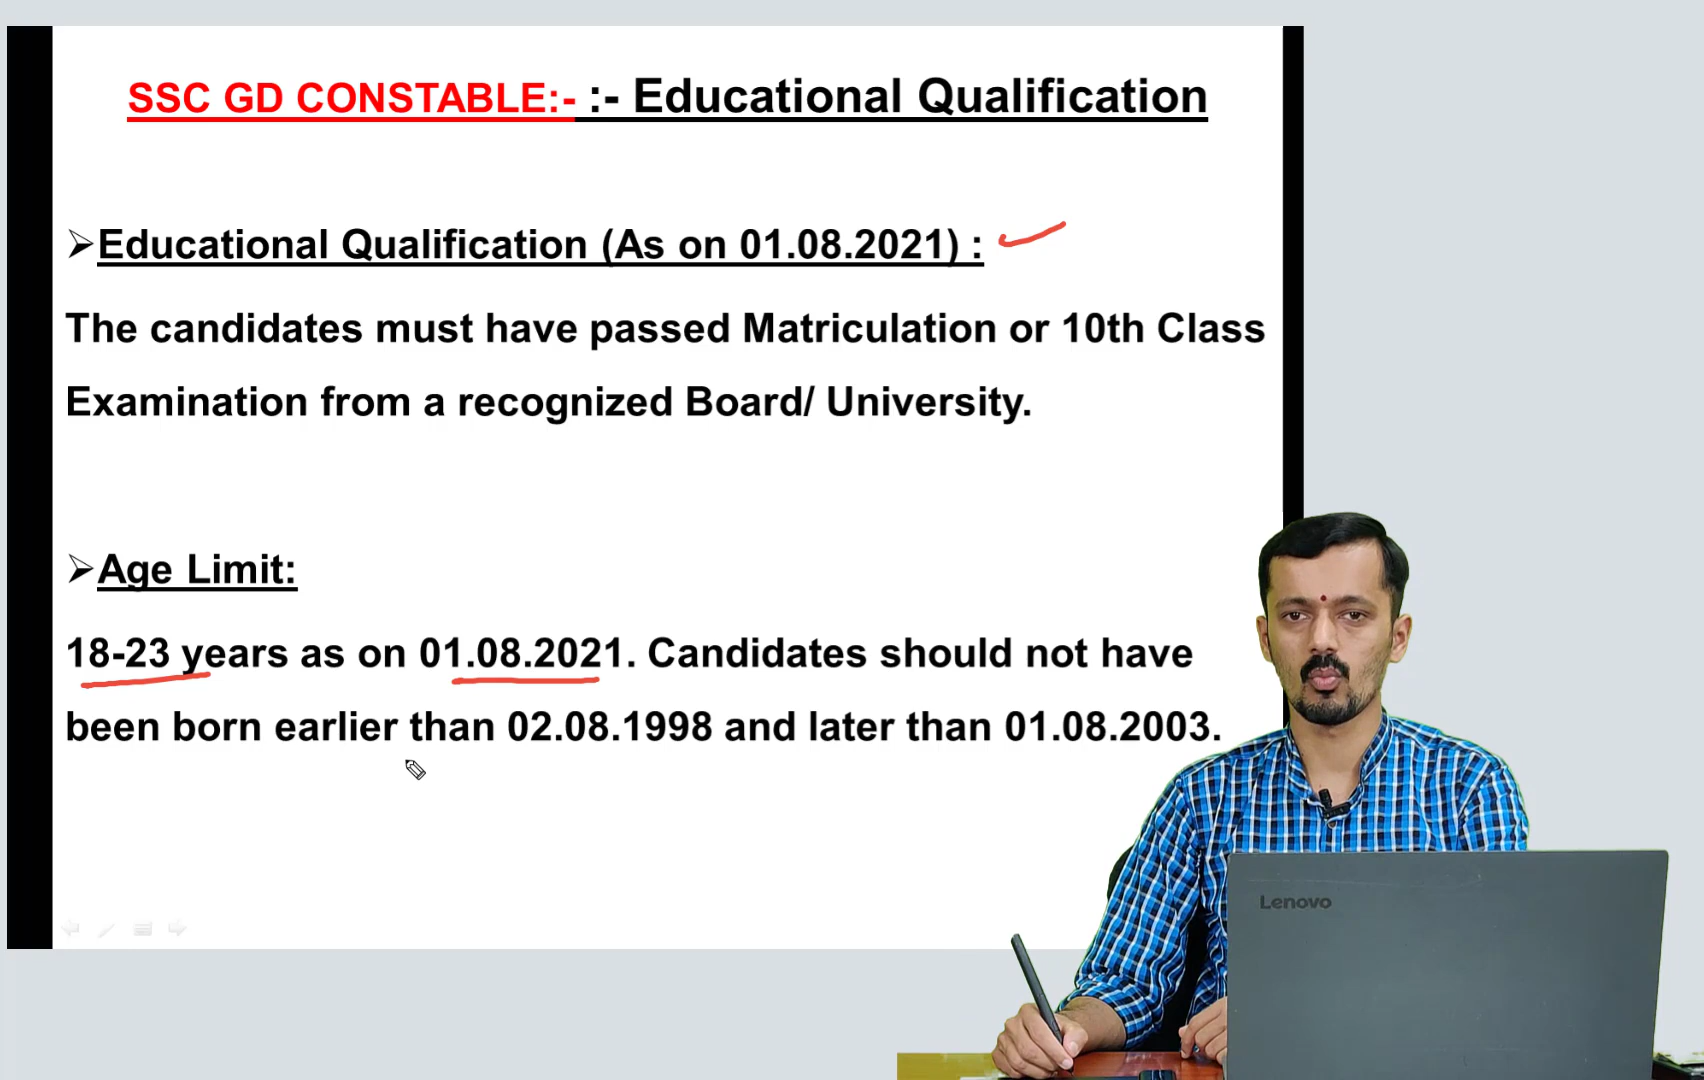 SSC GD CONSTABLE:- :- Educational Qualification
➢Educational Qualification (As on 01.08.2021) :
The candidates must have passed Matriculation or 10th Class
Examination from a recognized Board/ University.
➢Age Limit:
18-23 years as on 01.08.2021. Candidates should not have
been born earlier than 02.08.1998 and later than 01.08.2003.
Lenovo